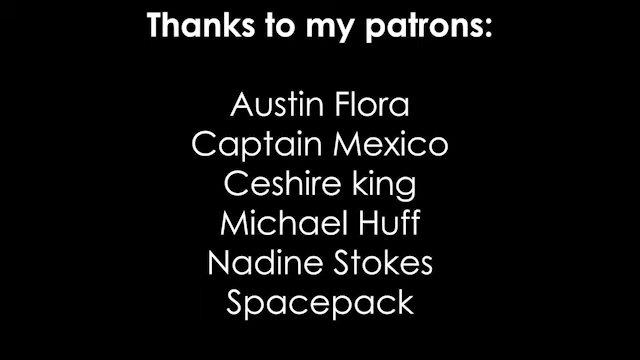 Thanks to my patrons:
Austin Flora
Captain Mexico
Ceshire king
Michael Huff
Nadine Stokes
Spacepack